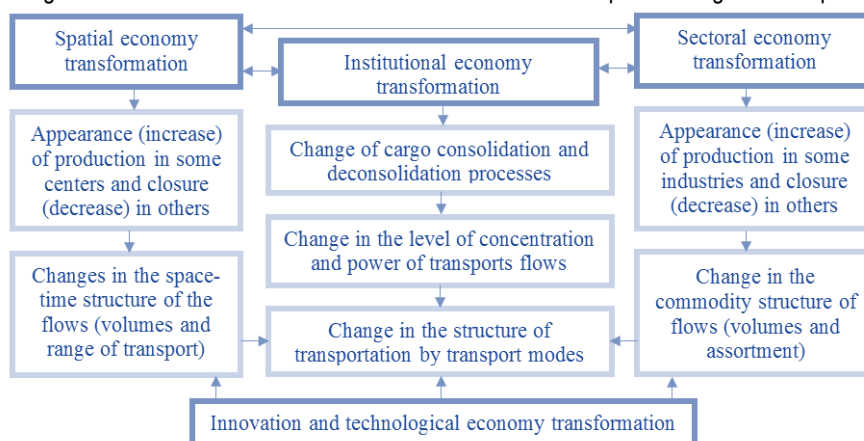 Spatial economy
transformation
Institutional economy
transformation
Sectoral economy
transformation
Appearance (increase)
of production in some
centers and closure
(decrease) in others
Change of cargo consolidation and
deconsolidation processes
Appearance (increase)
of production in some
industries and closure
(decrease) in others
Change in the level of concentration
and power of transports flows
Changes in the space-
time structure of the
flows (volumes and
range of transport)
Change in the structure of
transportation by transport modes
Change in the
commodity structure of
flows (volumes and
assortment)
Innovation and technological economy transformation